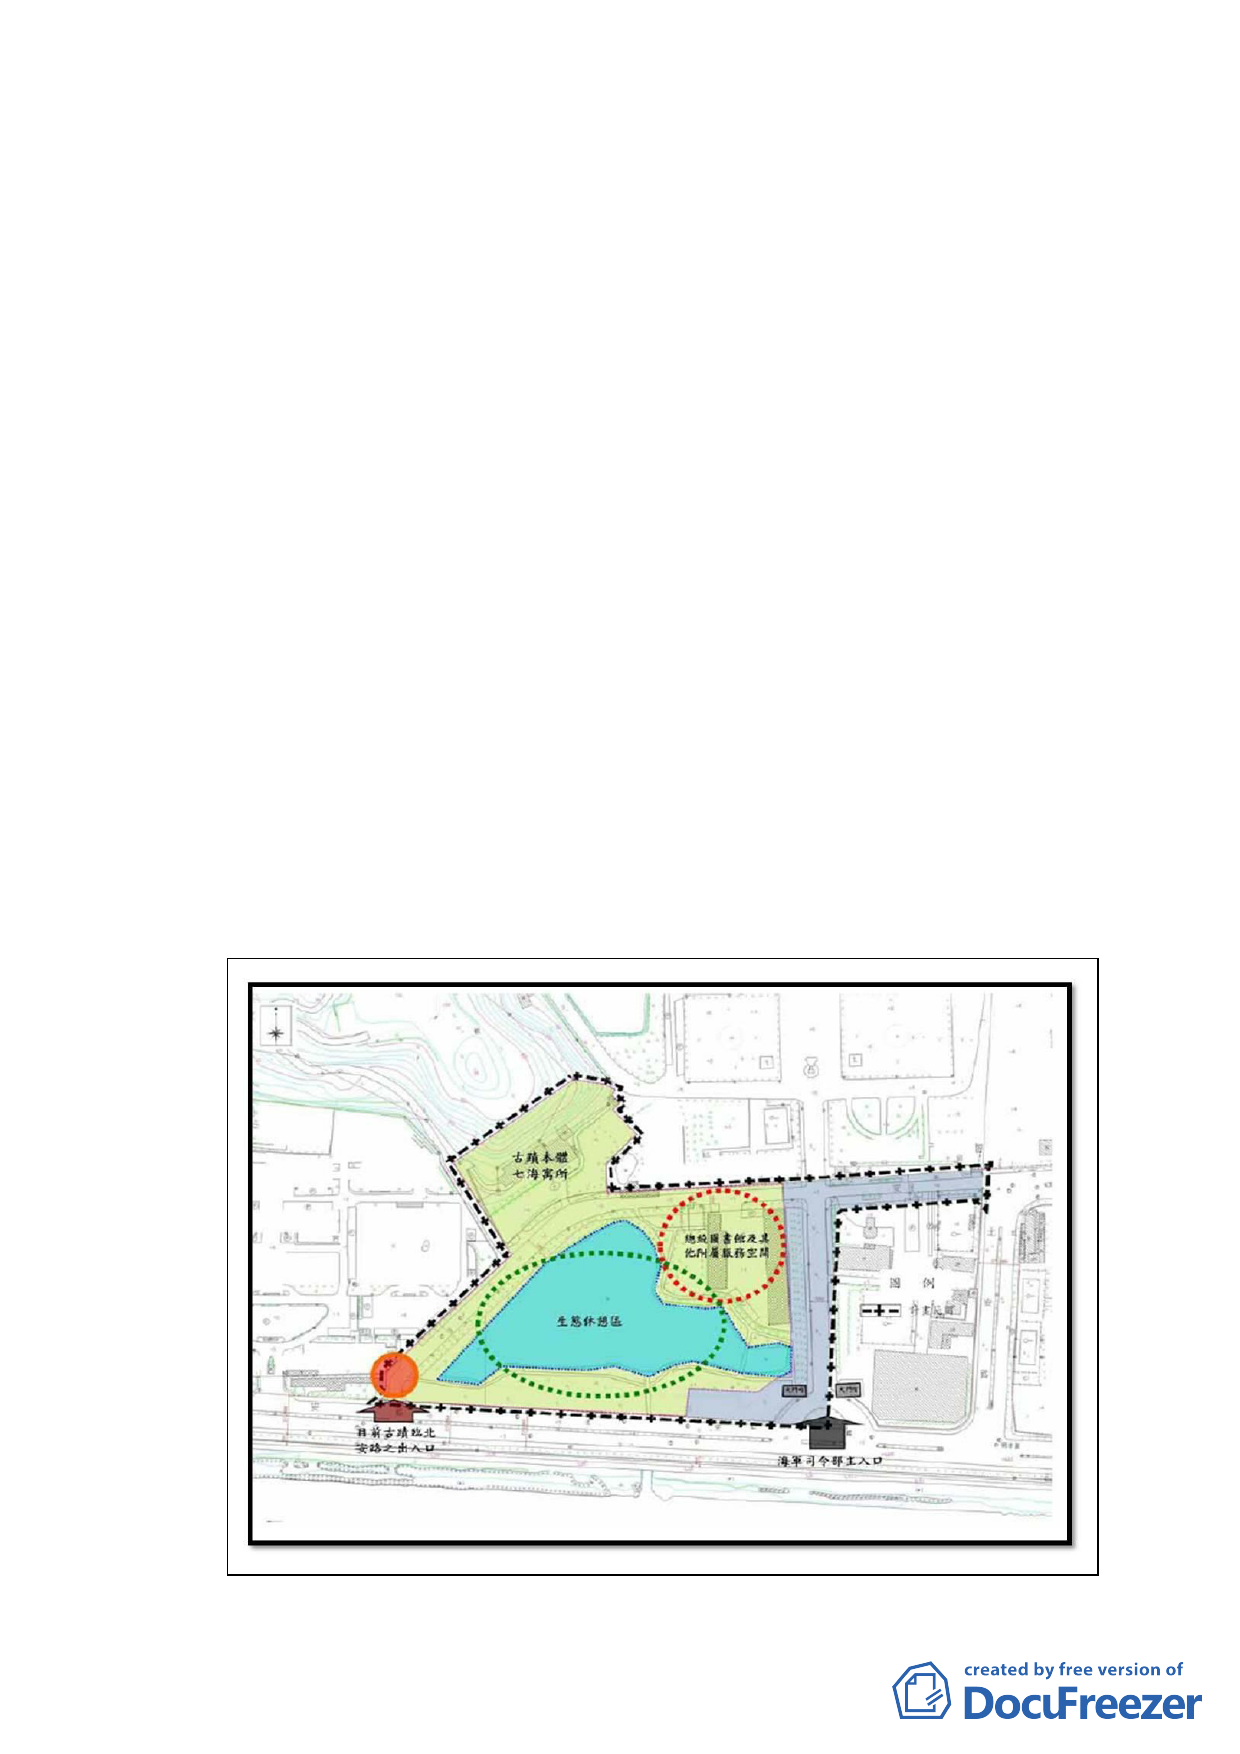 古蹟本體
七海寓所
總統圖書館及其
他附屬服務空間
生態休憩區
圖 例
計畫範圍
大門哨
大門哨
目前古蹟臨北
安路之出入口
海軍司令部主入口
created by free version of
DocuFreezer